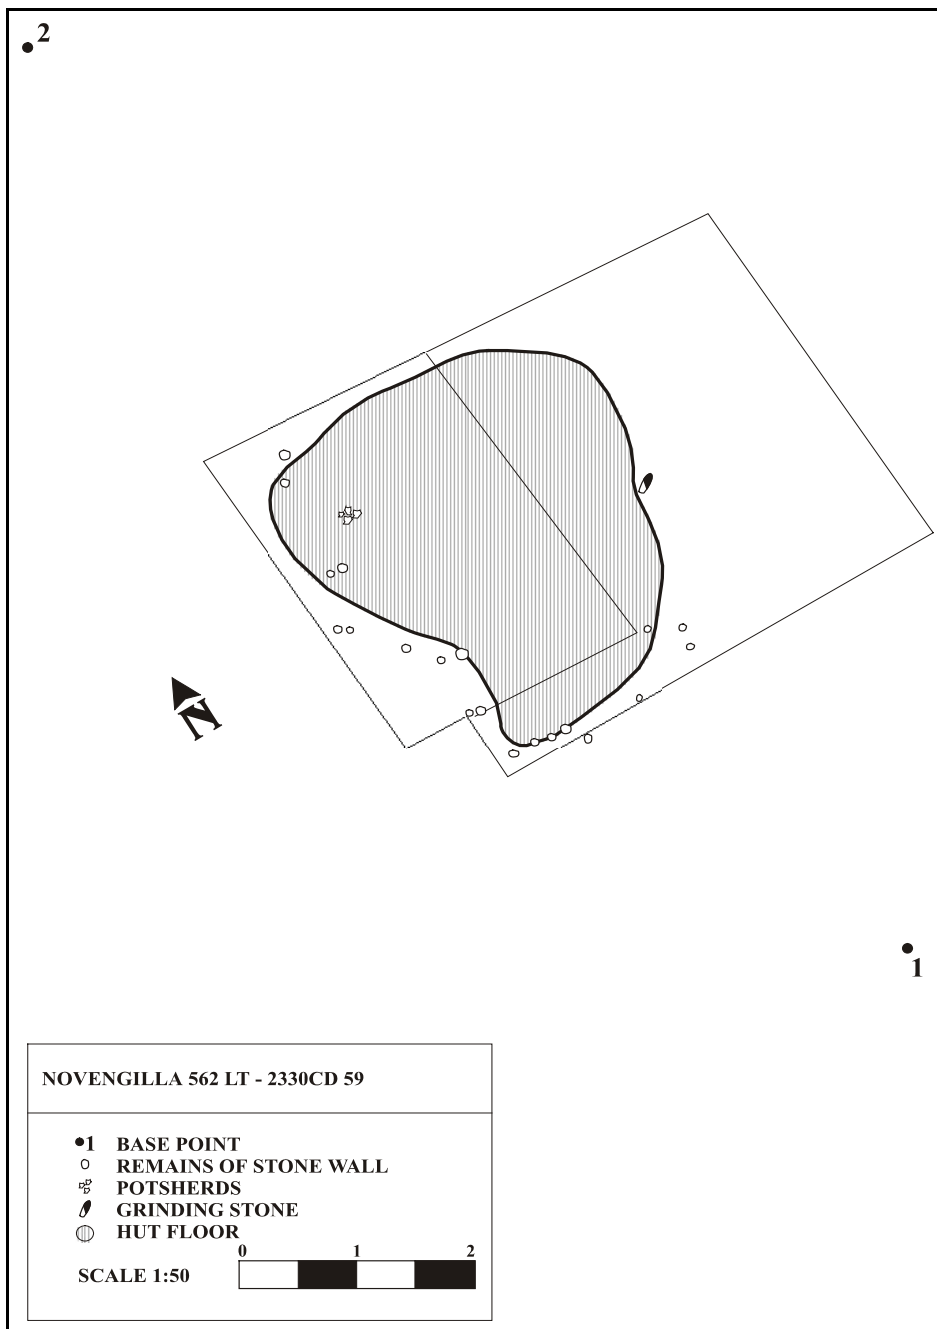 2
N
1
NOVENGILLA 562 LT - 2330CD 59
1 BASE POINT
REMAINS OF STONE WALL
POTSHERDS
GRINDING STONE
HUT FLOOR
0 1 2
SCALE 1:50